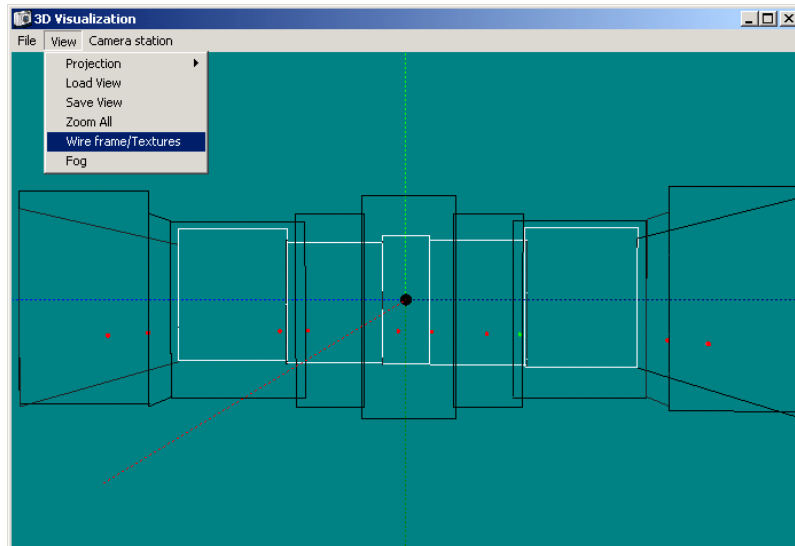 3D Visualization
File View Camera station
Projection
Load View
Save View
Zoom All
Wire frame/Textures
Fog